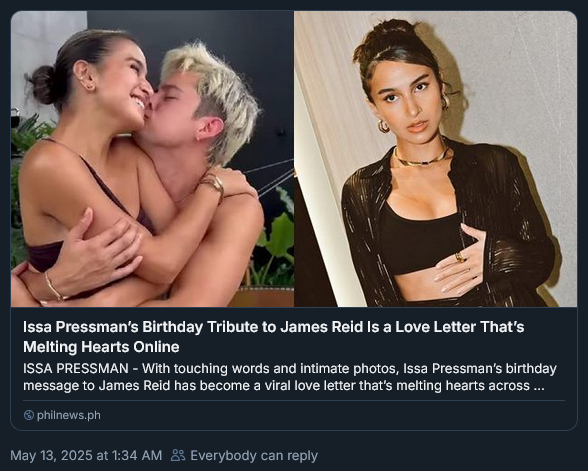 Issa Pressman’s Birthday Tribute to James Reid Is a Love Letter That’s
Melting Hearts Online
ISSA PRESSMAN - With touching words and intimate photos, Issa Pressman’s birthday
message to James Reid has become a viral love letter that’s melting hearts across ...
philnews.ph
May 13, 2025 at 1:34 AM Everybody can reply